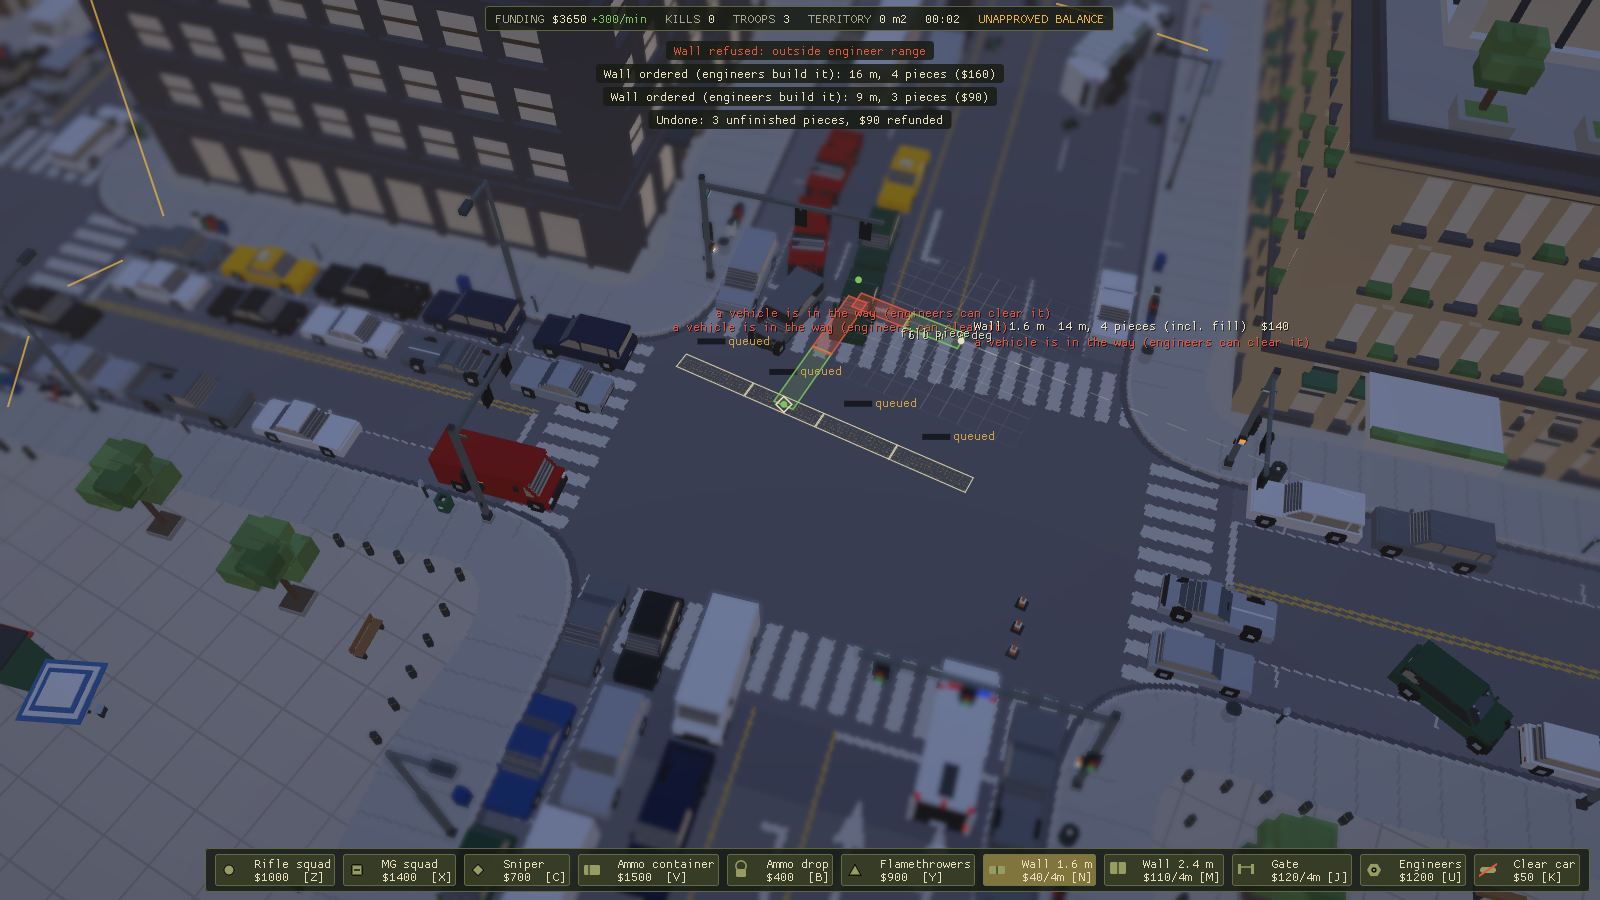 FUNDING $3650 +300/min KILLS 0 TROOPS 3 TERRITORY 0 m2 00:02 UNAPPROVED BALANCE
Wall refused: outside engineer range
Wall ordered (engineers build it): 16 m, 4 pieces ($160)
Wall ordered (engineers build it): 9 m, 3 pieces ($90)
Undone: 3 unfinished pieces, $90 refunded
a vehicle is in the way (engineers can clear it)
a vehicle is in the way (engineers can clear
Wall 1.6 m 14 m, 4 pieces (incl. fill) $140
a vehicle is in the way (engineers can clear it)
queued
queued
queued
queued
Rifle squad
$1000 [Z]
MG squad
$1400 [X]
Sniper
$700 [C]
Ammo container
$1500 [V]
Ammo drop
$400 [B]
Flamethrowers
$900 [Y]
Wall 1.6 m
$40/4m [N]
Wall 2.4 m
$110/4m [M]
Gate
$120/4m [J]
Engineers
$1200 [U]
Clear car
$50 [K]